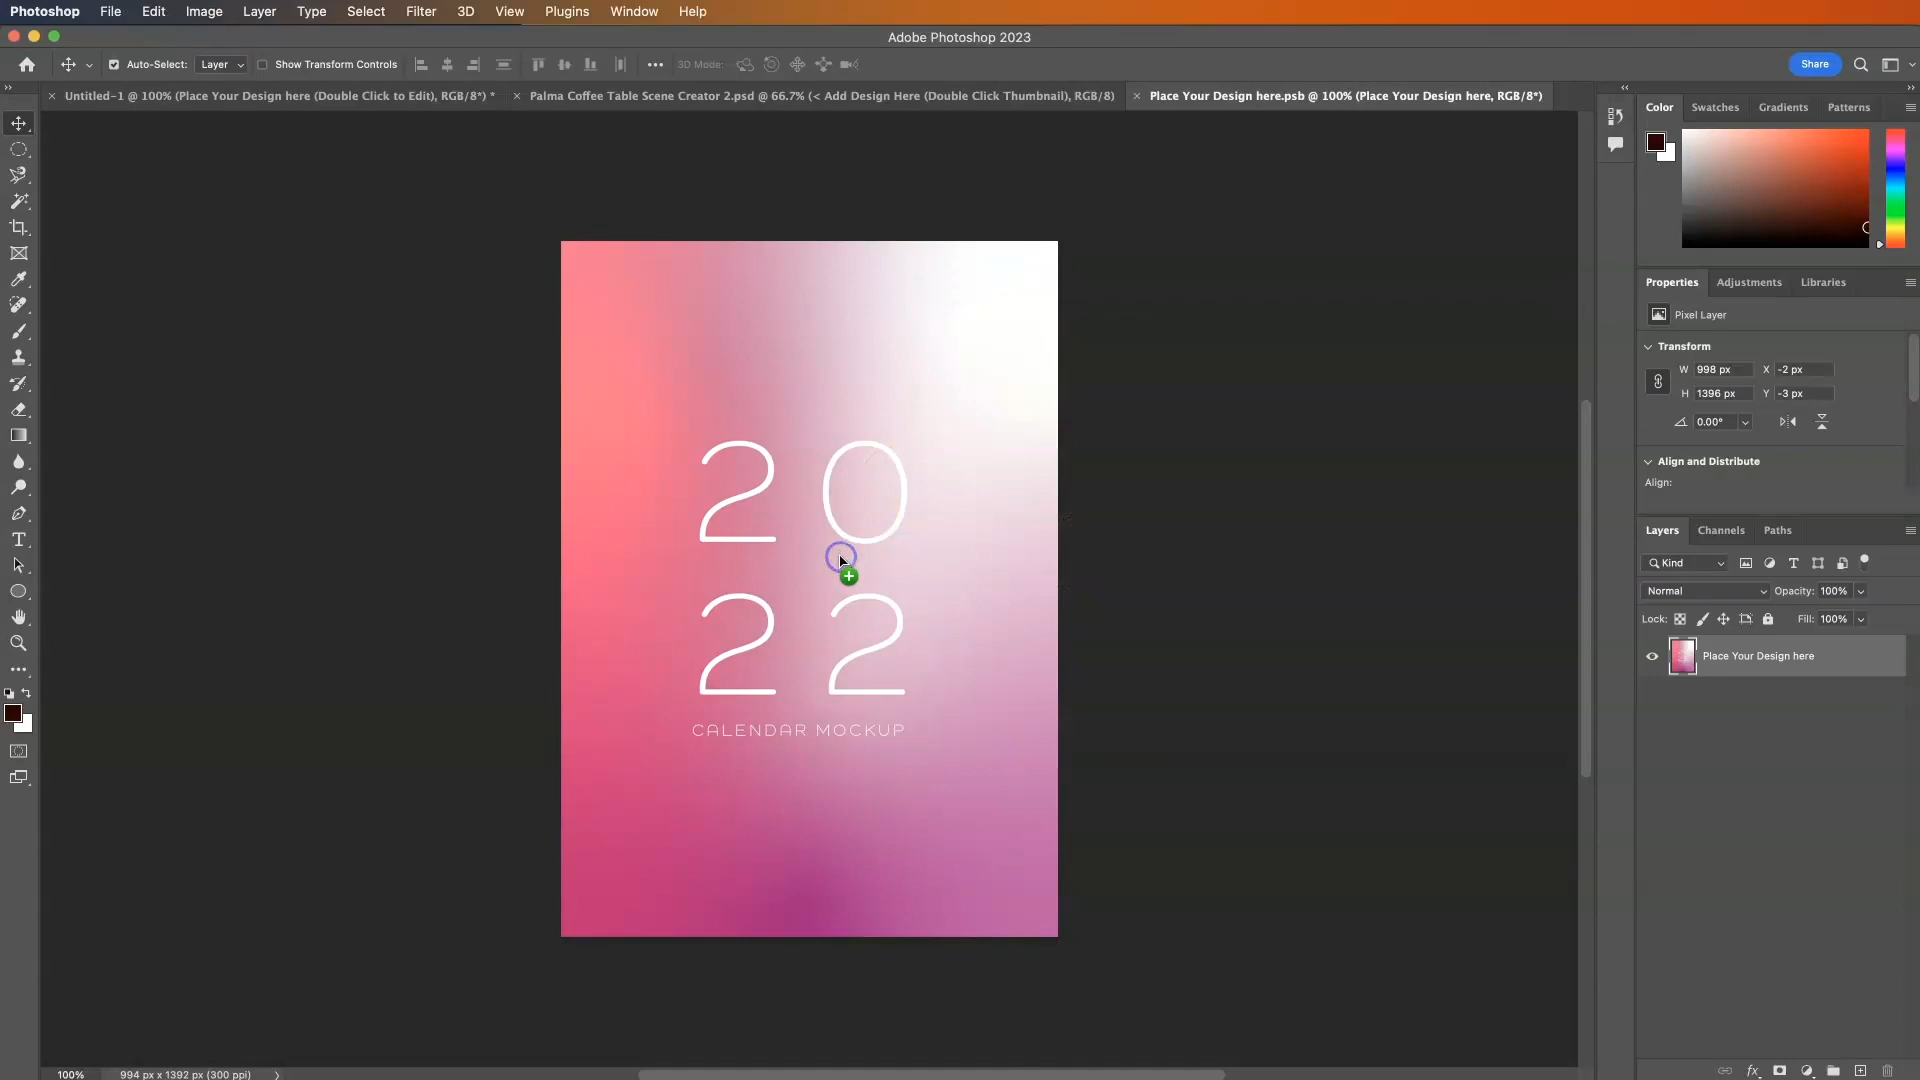 Photoshop File Edit Image Layer Type Select Filter 3D View Plugins Window Help
Adobe Photoshop 2023
Auto-Select: Layer Show Transform Controls 3D Mode: Share
Untitled-1 @ 100% (Place Your Design here (Double Click to Edit), RGB/8*) * Palma Coffee Table Scene Creator 2.psd @ 66.7% (< Add Design Here (Double Click Thumbnail), RGB/8) Place Your Design here.psb @ 100% (Place Your Design here, RGB/8*)
Color Swatches Gradients Patterns
Properties Adjustments Libraries
Pixel Layer
Transform
W 998 px X -2 px
H 1396 px Y -3 px
0.00°
Align and Distribute
Align:
Layers Channels Paths
Kind
Normal Opacity: 100%
Lock: Fill: 100%
Place Your Design here
20
22
CALENDAR MOCKUP
100% 994 px x 1392 px (300 ppi)